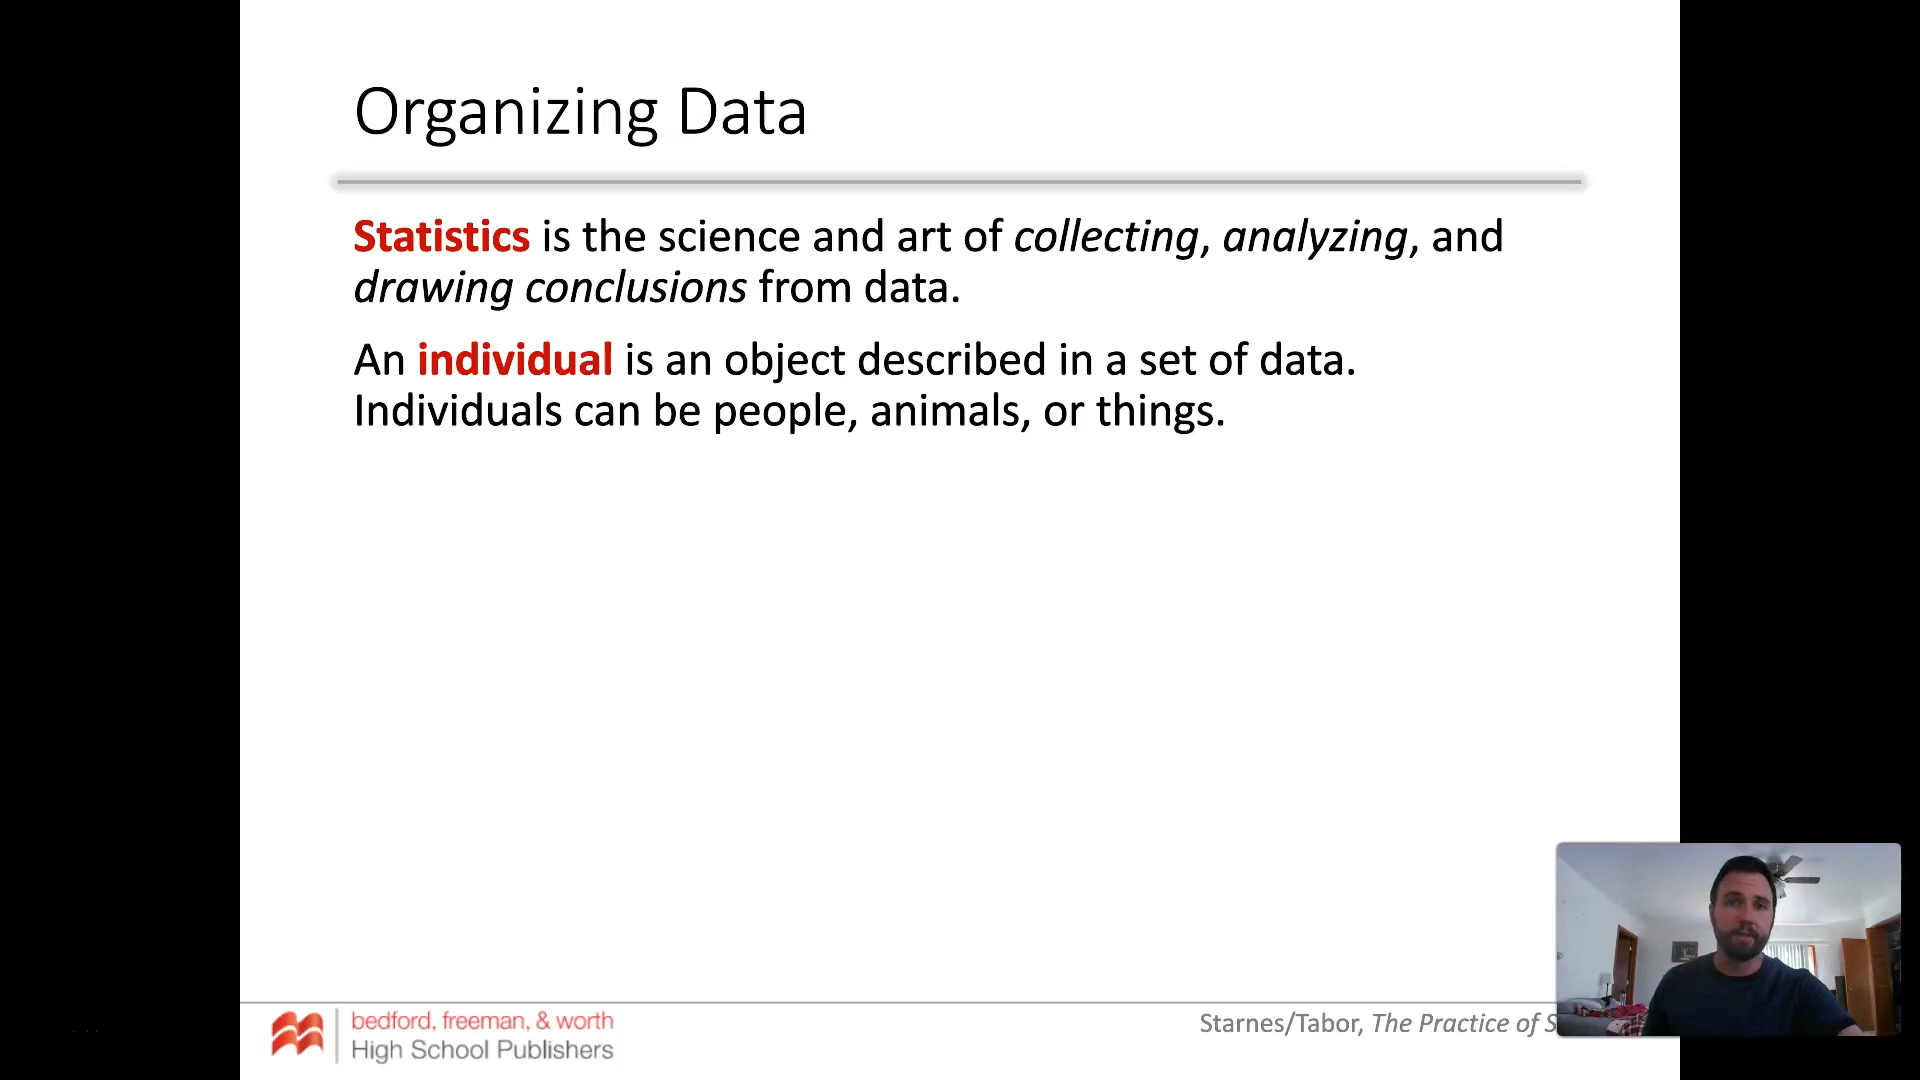 Organizing Data
Statistics is the science and art of collecting, analyzing, and
drawing conclusions from data.
An individual is an object described in a set of data.
Individuals can be people, animals, or things.
bedford, freeman, & worth
High School Publishers
Starnes/Tabor, The Practice of S